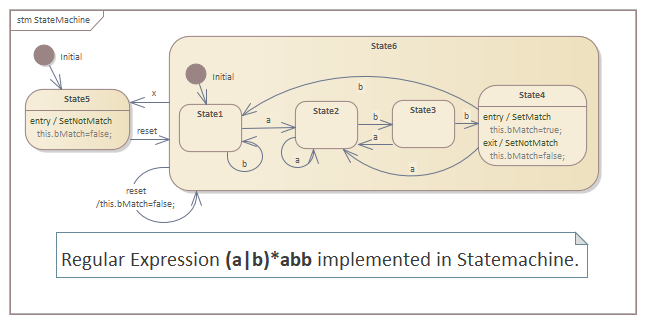 stm StateMachine
Initial
State6
Initial
State5
entry / SetNotMatch
this.bMatch=false;
x
reset
State1
a
b
State2
a
b
a
State3
b
b
State4
entry / SetMatch
this.bMatch=true;
exit / SetNotMatch
this.bMatch=false;
a
reset
/this.bMatch=false;
Regular Expression (a|b)*abb implemented in Statemachine.